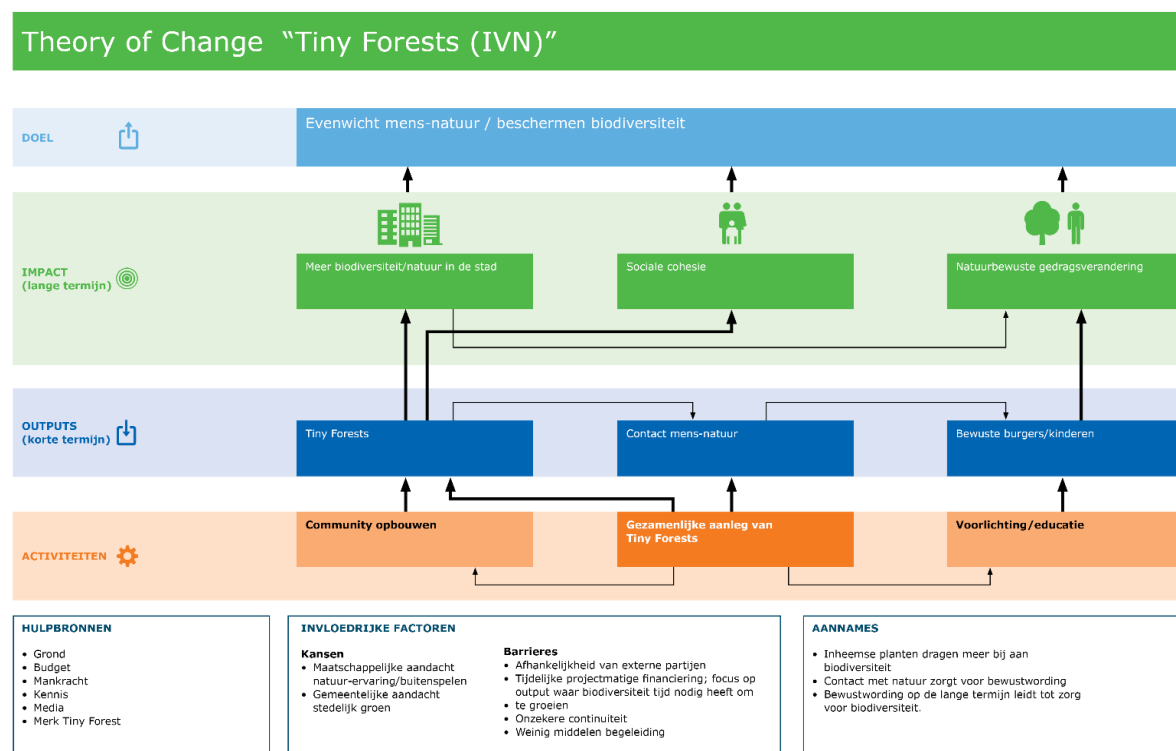 Theory of Change “Tiny Forests (IVN)”
DOEL
Evenwicht mens-natuur / beschermen biodiversiteit
IMPACT
(lange termijn)
Meer biodiversiteit/natuur in de stad
Sociale cohesie
Natuurbewuste gedragsverandering
OUTPUTS
(korte termijn)
Tiny Forests
Contact mens-natuur
Bewuste burgers/kinderen
ACTIVITEITEN
Community opbouwen
Gezamenlijke aanleg van
Tiny Forests
Voorlichting/educatie
HULPBRONNEN
• Grond
• Budget
• Mankracht
• Kennis
• Media
• Merk Tiny Forest
INVLOEDRIJKE FACTOREN
Kansen
• Maatschappelijke aandacht
natuur-ervaring/buitenspelen
• Gemeentelijke aandacht
stedelijk groen
Barrieres
• Afhankelijkheid van externe partijen
• Tijdelijke projectmatige financiering; focus op
output waar biodiversiteit tijd nodig heeft om
• te groeien
• Onzekere continuiteit
• Weinig middelen begeleiding
AANNAMES
• Inheemse planten dragen meer bij aan
biodiversiteit
• Contact met natuur zorgt voor bewustwording
• Bewustwording op de lange termijn leidt tot zorg
voor biodiversiteit.